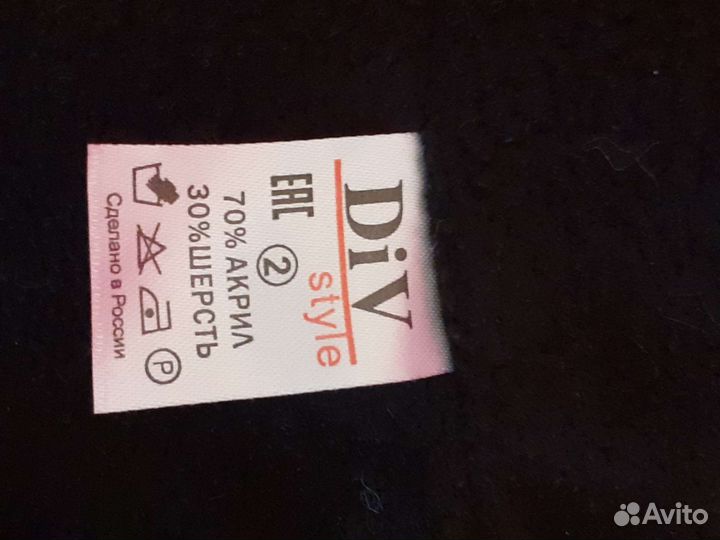 DiV
style
EAC ②
70% АКРИЛ
30%ШЕРСТЬ
P
Сделано в России
Avito